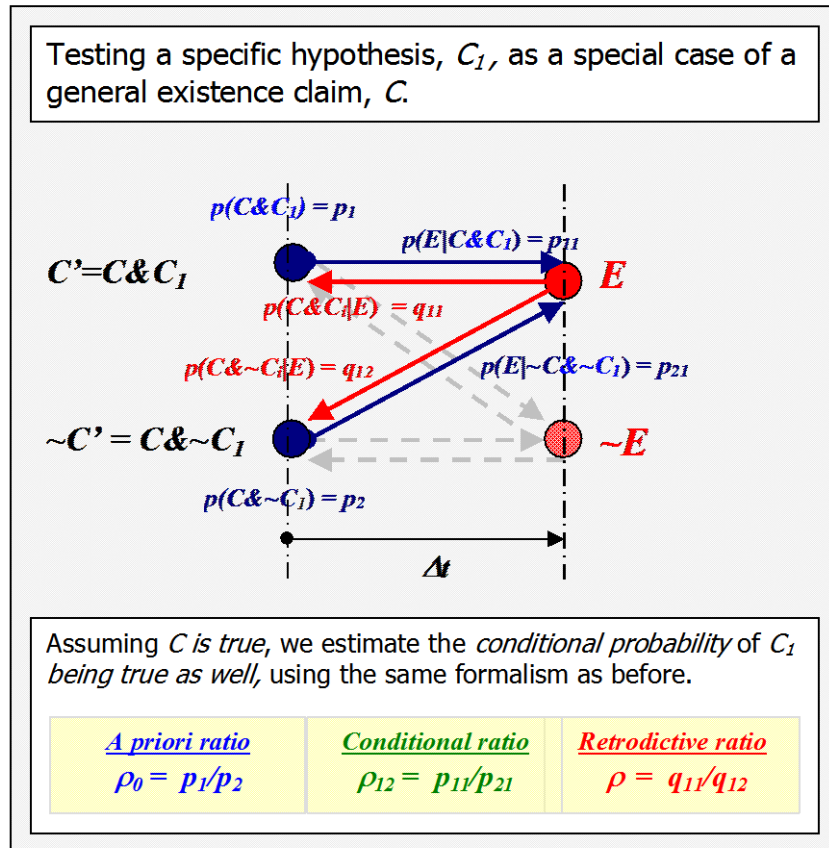 Testing a specific hypothesis, C₁, as a special case of a
general existence claim, C.
p(C&C₁) = p₁
p(E|C&C₁) = p₁₁
C’=C&C₁
E
p(C&Cᵢ|E) = q₁₁
p(C&~Cᵢ|E) = q₁₂
p(E|~C&~C₁) = p₂₁
~C’ = C&~C₁
~E
p(C&~C₁) = p₂
Δt
Assuming C is true, we estimate the conditional probability of C₁
being true as well, using the same formalism as before.
A priori ratio
ρ₀ = p₁/p₂
Conditional ratio
ρ₁₂ = p₁₁/p₂₁
Retrodictive ratio
ρ = q₁₁/q₁₂